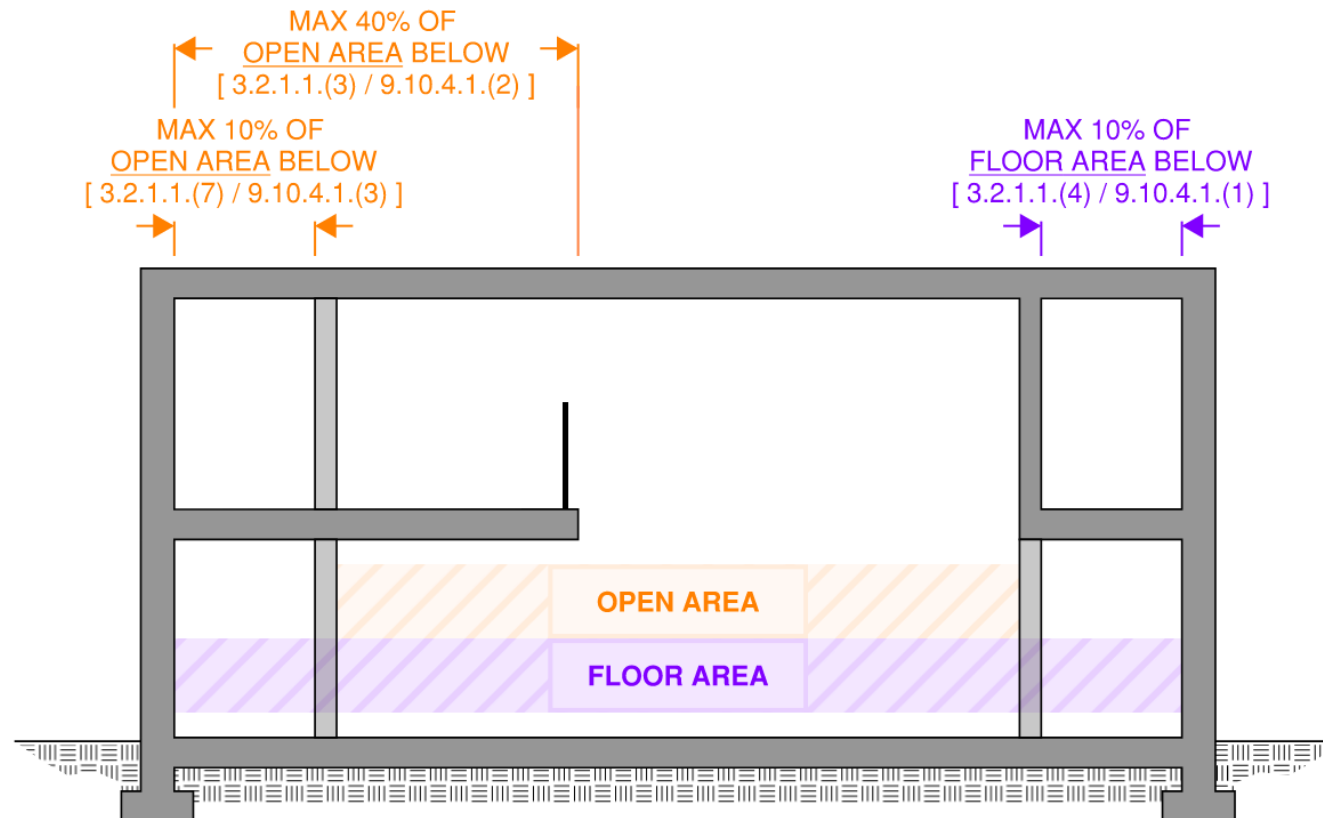 MAX 40% OF
OPEN AREA BELOW
[ 3.2.1.1.(3) / 9.10.4.1.(2) ]
MAX 10% OF
OPEN AREA BELOW
[ 3.2.1.1.(7) / 9.10.4.1.(3) ]
MAX 10% OF
FLOOR AREA BELOW
[ 3.2.1.1.(4) / 9.10.4.1.(1) ]
OPEN AREA
FLOOR AREA